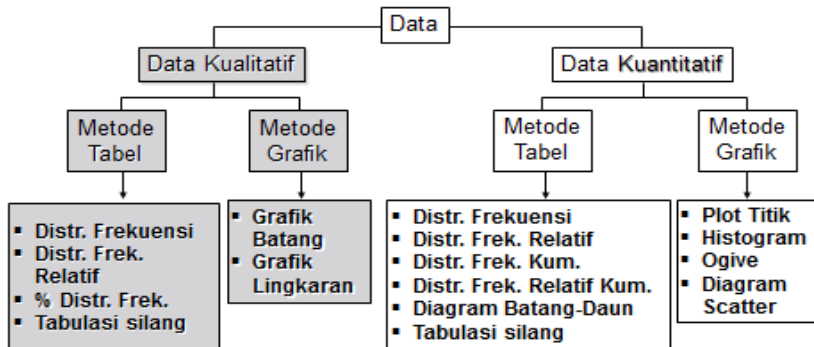 Data
Data Kualitatif
Data Kuantitatif
Metode
Tabel
Metode
Grafik
Metode
Tabel
Metode
Grafik
▪ Distr. Frekuensi
▪ Distr. Frek.
Relatif
▪ % Distr. Frek.
▪ Tabulasi silang
▪ Grafik
Batang
▪ Grafik
Lingkaran
▪ Distr. Frekuensi
▪ Distr. Frek. Relatif
▪ Distr. Frek. Kum.
▪ Distr. Frek. Relatif Kum.
▪ Diagram Batang-Daun
▪ Tabulasi silang
▪ Plot Titik
▪ Histogram
▪ Ogive
▪ Diagram
Scatter